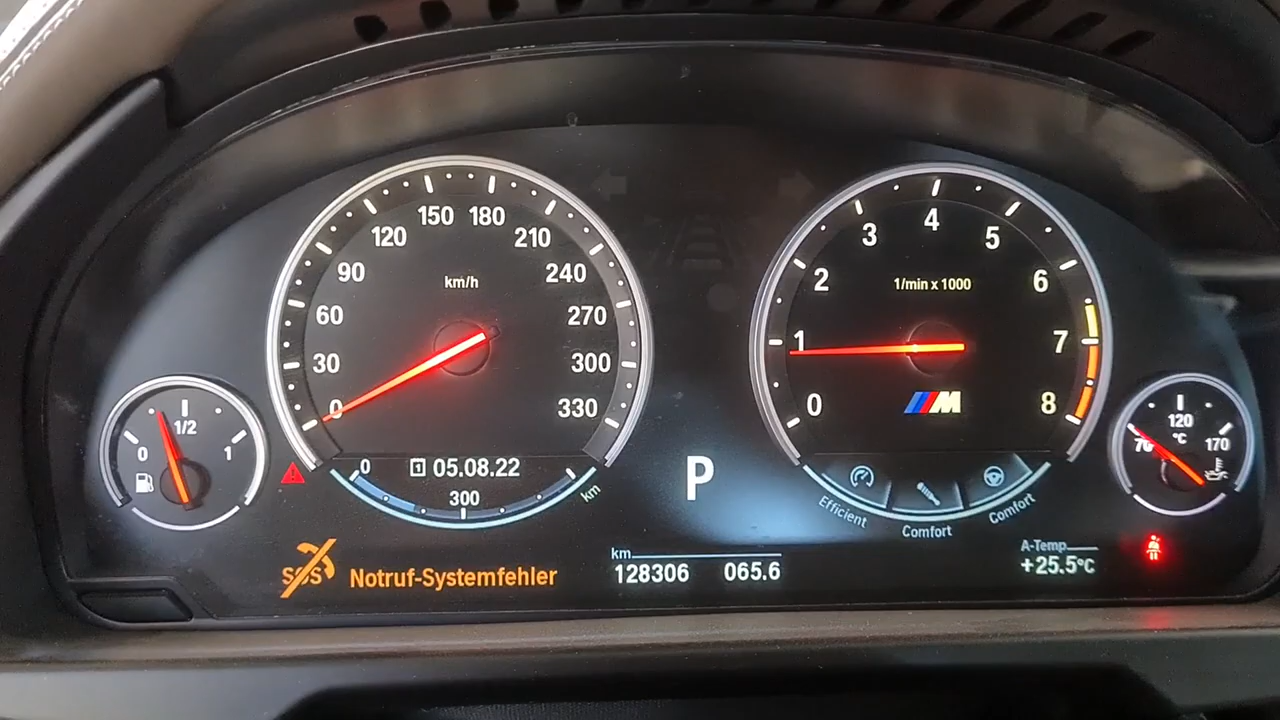 150 180
120 210
90 km/h 240
60 270
30 300
0 330
4
3 5
2 1/min x 1000 6
1 7
0 M 8
1/2
0 1
120
70 °C 170
0 1 05.08.22
300 km
P
Efficient Comfort Comfort
SOS Notruf-Systemfehler
km
128306 065.6
A-Temp
+25.5°C